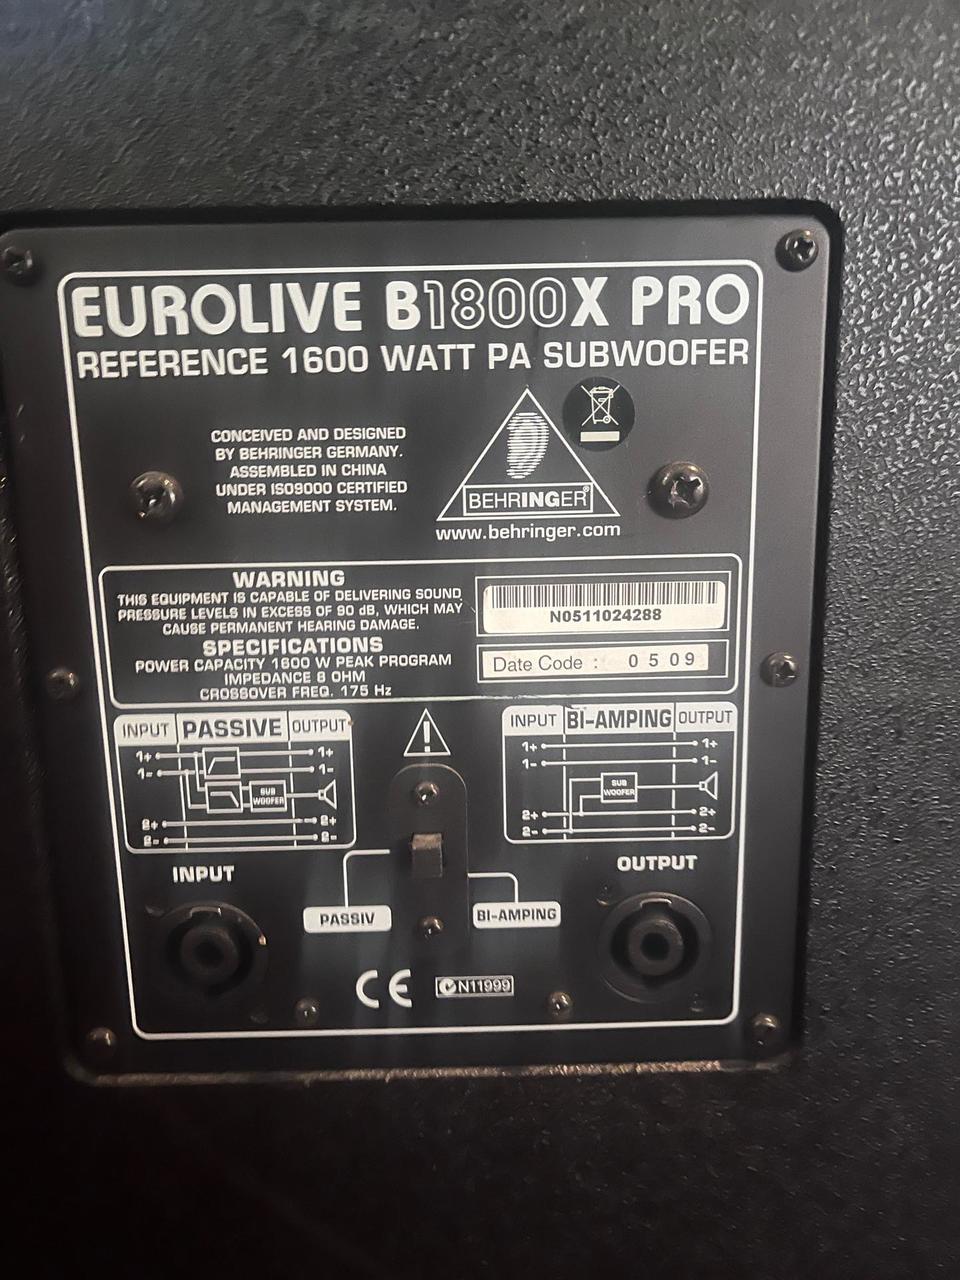 EUROLIVE B1800X PRO
REFERENCE 1600 WATT PA SUBWOOFER
CONCEIVED AND DESIGNED
BY BEHRINGER GERMANY.
ASSEMBLED IN CHINA
UNDER ISO9000 CERTIFIED
MANAGEMENT SYSTEM.
BEHRINGER®
www.behringer.com
WARNING
THIS EQUIPMENT IS CAPABLE OF DELIVERING SOUND
PRESSURE LEVELS IN EXCESS OF 90 dB, WHICH MAY
CAUSE PERMANENT HEARING DAMAGE.
SPECIFICATIONS
POWER CAPACITY 1600 W PEAK PROGRAM
IMPEDANCE 8 OHM
CROSSOVER FREQ. 175 Hz
N0511024288
Date Code : 0509
INPUT PASSIVE OUTPUT
1+ 1+
1- 1-
SUB
WOOFER
2+ 2+
2- 2-
INPUT BI-AMPING OUTPUT
1+ 1+
1- 1-
SUB
WOOFER
2+ 2+
2- 2-
INPUT
OUTPUT
PASSIV
BI-AMPING
CE
N11999